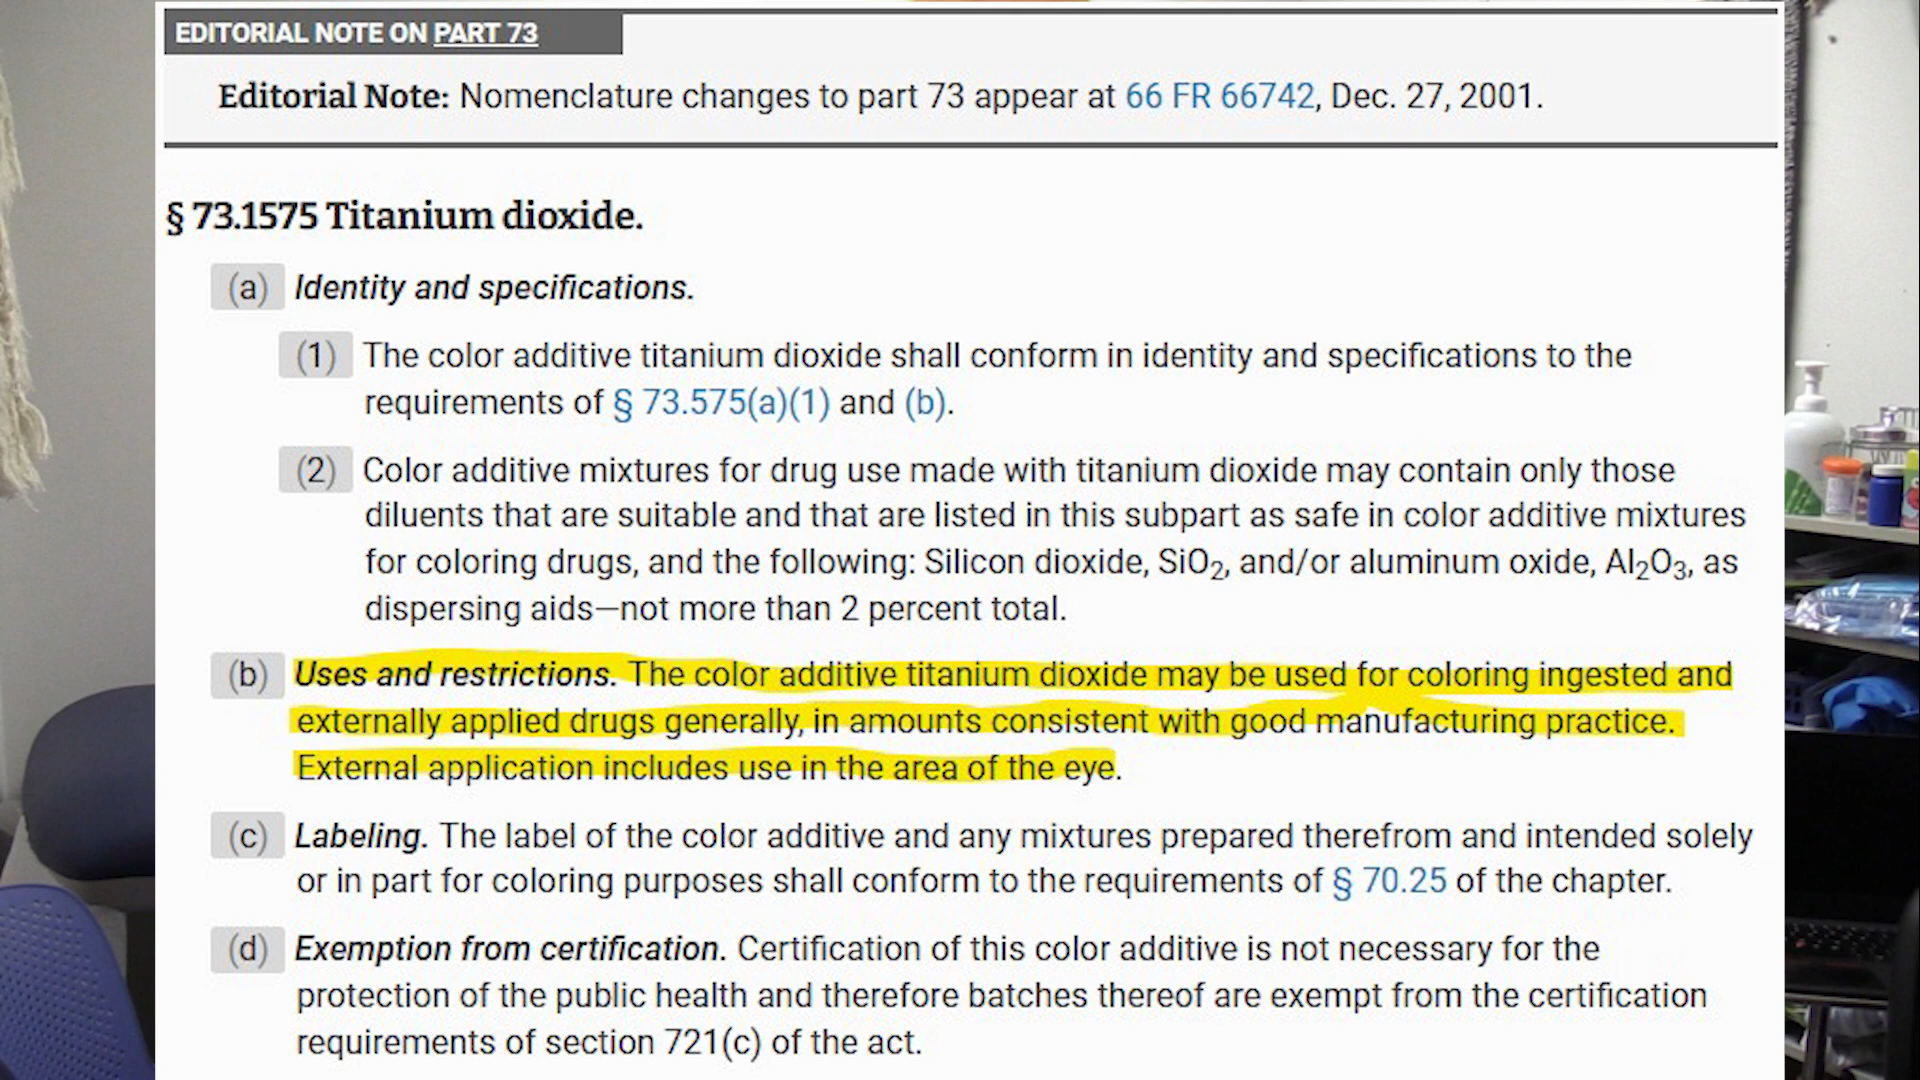 EDITORIAL NOTE ON PART 73
Editorial Note: Nomenclature changes to part 73 appear at 66 FR 66742, Dec. 27, 2001.
§ 73.1575 Titanium dioxide.
(a) Identity and specifications.
(1) The color additive titanium dioxide shall conform in identity and specifications to the
requirements of § 73.575(a)(1) and (b).
(2) Color additive mixtures for drug use made with titanium dioxide may contain only those
diluents that are suitable and that are listed in this subpart as safe in color additive mixtures
for coloring drugs, and the following: Silicon dioxide, SiO₂, and/or aluminum oxide, Al₂O₃, as
dispersing aids—not more than 2 percent total.
(b) Uses and restrictions. The color additive titanium dioxide may be used for coloring ingested and
externally applied drugs generally, in amounts consistent with good manufacturing practice.
External application includes use in the area of the eye.
(c) Labeling. The label of the color additive and any mixtures prepared therefrom and intended solely
or in part for coloring purposes shall conform to the requirements of § 70.25 of the chapter.
(d) Exemption from certification. Certification of this color additive is not necessary for the
protection of the public health and therefore batches thereof are exempt from the certification
requirements of section 721(c) of the act.